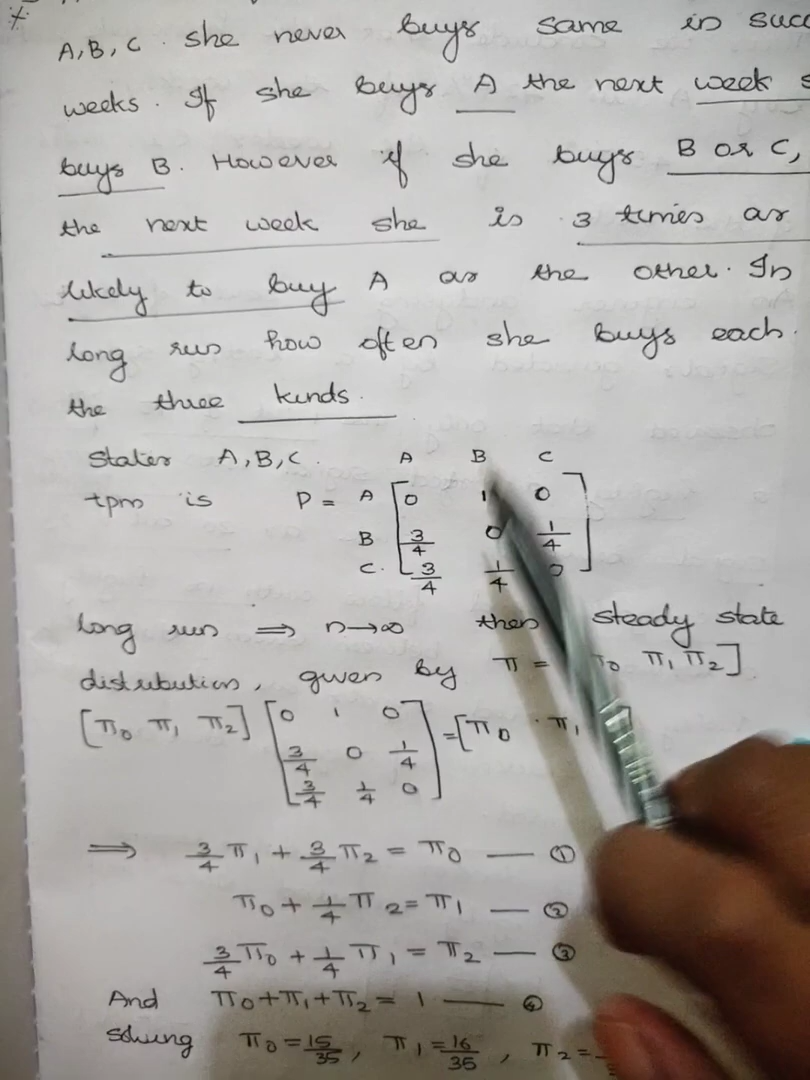 A, B, C. she never buys same in succ
weeks. If she buys A the next week s
buys B. However if she buys B or C,
the next week she is 3 times as
likely to buy A as the other. In
long run how often she buys each.
the three kinds.
States A, B, C. A B C
tpm is P = A [0 1 0]
B [3/4 0 1/4]
C. [3/4 1/4 0]
long run ⟹ n→∞ then steady state
distribution, given by π = π0 π1 π2]
[π0 π1 π2] [0 1 0; 3/4 0 1/4; 3/4 1/4 0] = [π0 π1 ]
⟹ 3/4 π1 + 3/4 π2 = π0 — ①
π0 + 1/4 π2 = π1 — ②
3/4 π0 + 1/4 π1 = π2 — ③
And π0 + π1 + π2 = 1 — ④
Solving π0 = 15/35, π1 = 16/35, π2 =